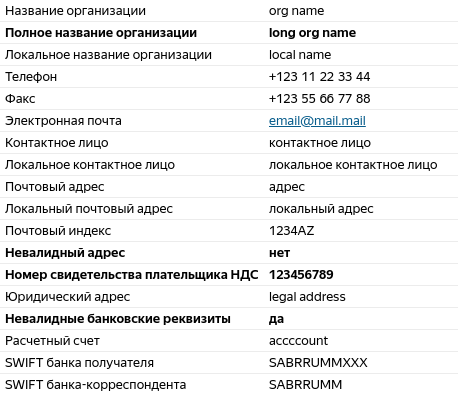 Название организации org name
Полное название организации long org name
Локальное название организации local name
Телефон +123 11 22 33 44
Факс +123 55 66 77 88
Электронная почта email@mail.mail
Контактное лицо контактное лицо
Локальное контактное лицо локальное контактное лицо
Почтовый адрес адрес
Локальный почтовый адрес локальный адрес
Почтовый индекс 1234AZ
Невалидный адрес нет
Номер свидетельства плательщика НДС 123456789
Юридический адрес legal address
Невалидные банковские реквизиты да
Расчетный счет accccount
SWIFT банка получателя SABRRUMMXXX
SWIFT банка-корреспондента SABRRUMM